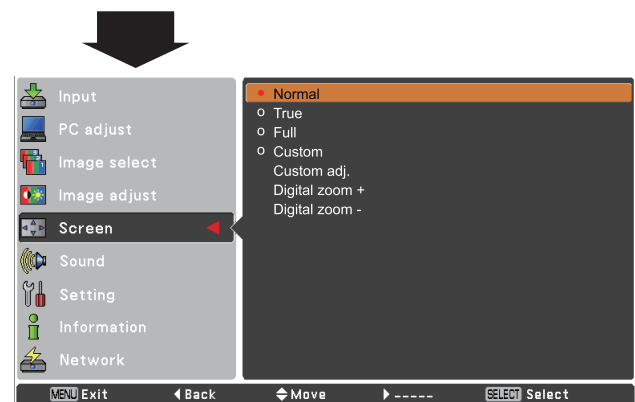 Input
PC adjust
Image select
Image adjust
Screen
Sound
Setting
Information
Network
Normal
True
Full
Custom
Custom adj.
Digital zoom +
Digital zoom -
MENU Exit Back Move ----- SELECT Select